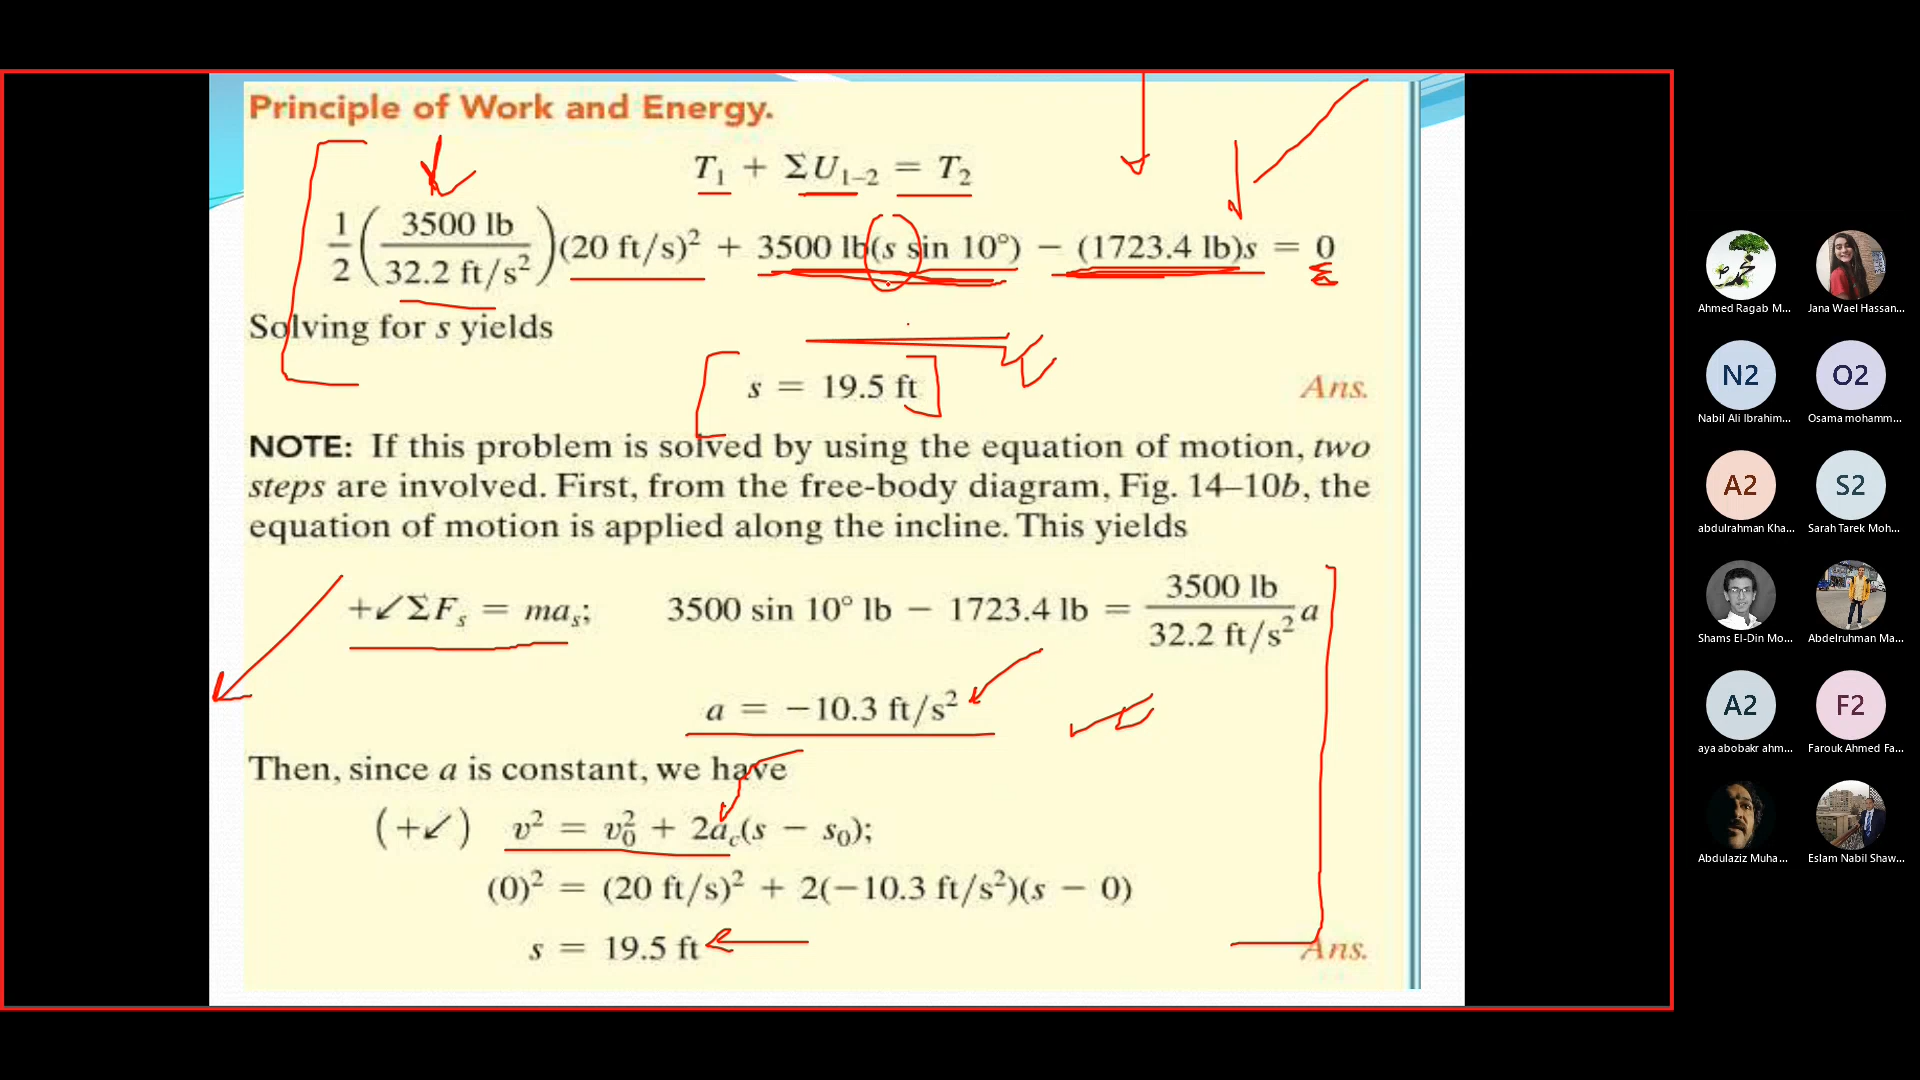 Principle of Work and Energy.
T₁ + ΣU₁₋₂ = T₂
1/2 (3500 lb / 32.2 ft/s²)(20 ft/s)² + 3500 lb(s sin 10°) − (1723.4 lb)s = 0
Solving for s yields
s = 19.5 ft Ans.
NOTE: If this problem is solved by using the equation of motion, two
steps are involved. First, from the free-body diagram, Fig. 14–10b, the
equation of motion is applied along the incline. This yields
+↙ΣFₛ = maₛ; 3500 sin 10° lb − 1723.4 lb = 3500 lb / 32.2 ft/s² a
a = −10.3 ft/s²
Then, since a is constant, we have
(+↙) v² = v₀² + 2a_c(s − s₀);
(0)² = (20 ft/s)² + 2(−10.3 ft/s²)(s − 0)
s = 19.5 ft Ans.
Ahmed Ragab M...
Jana Wael Hassan...
N2
O2
Nabil Ali Ibrahim...
Osama mohamm...
A2
S2
abdulrahman Kha...
Sarah Tarek Moh...
Shams El-Din Mo...
Abdelruhman Ma...
A2
F2
aya abobakr ahm...
Farouk Ahmed Fa...
Abdulaziz Muha...
Eslam Nabil Shaw...